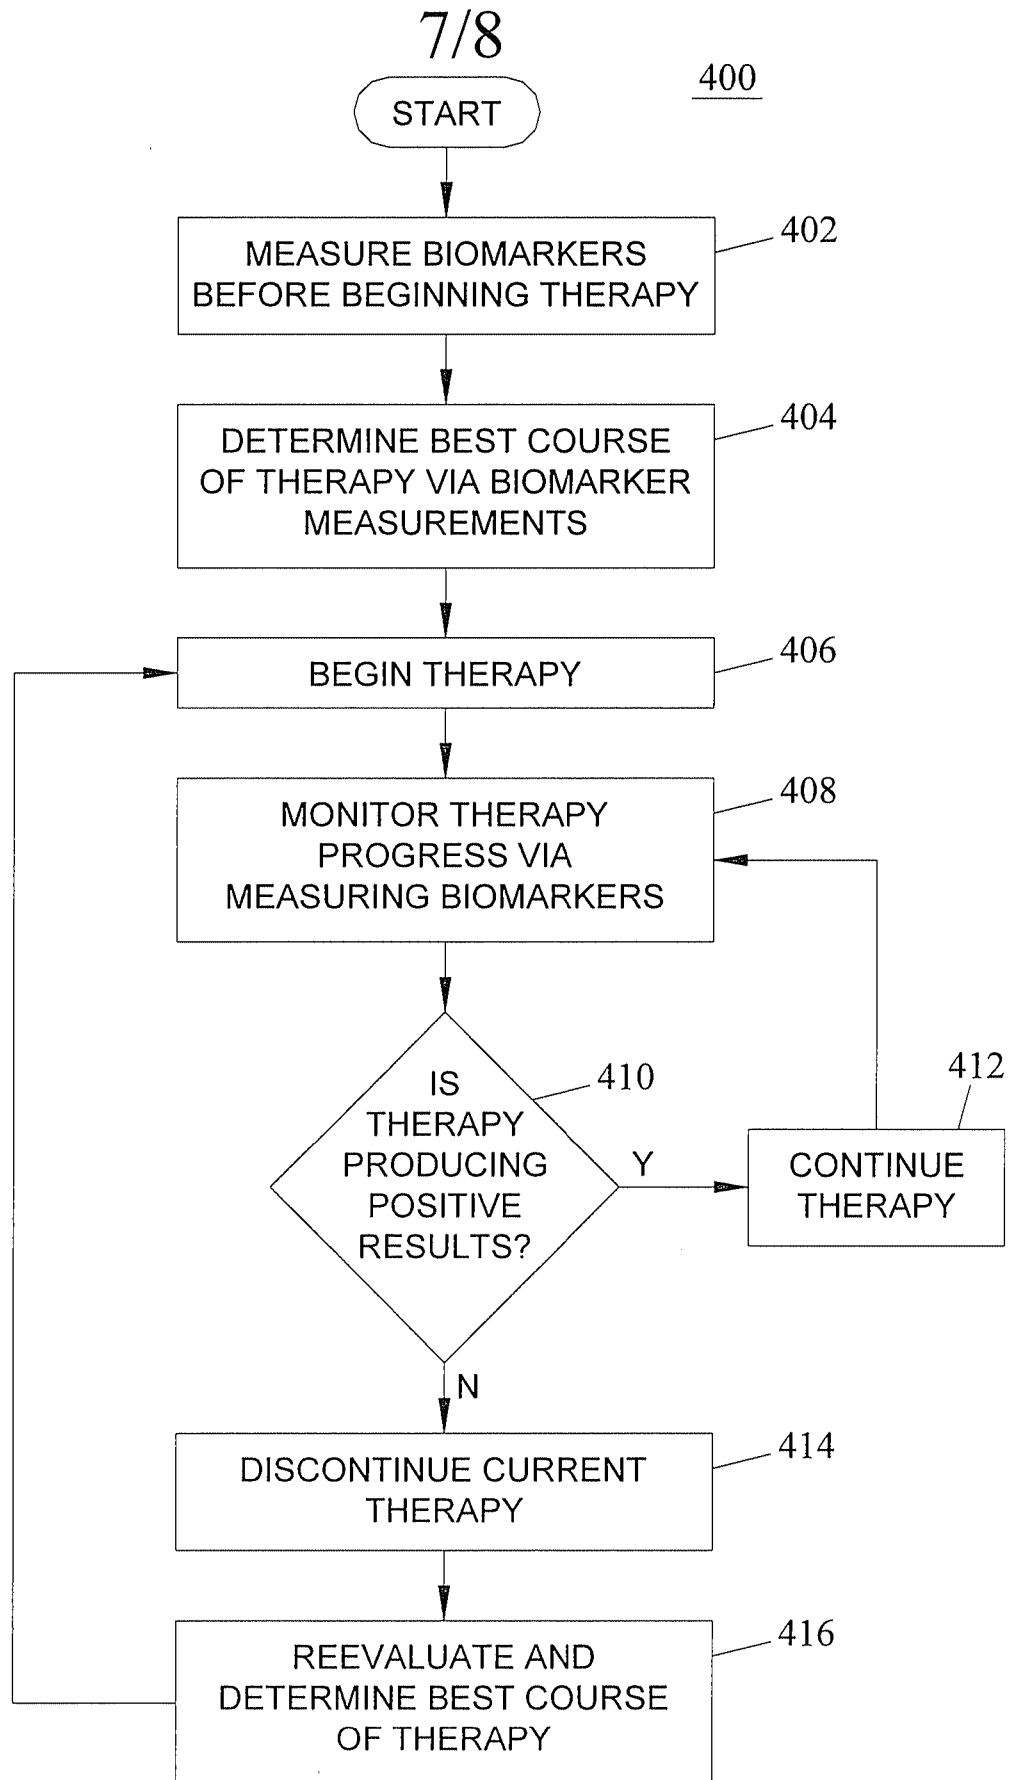 7/8
400
START
402
MEASURE BIOMARKERS
BEFORE BEGINNING THERAPY
404
DETERMINE BEST COURSE
OF THERAPY VIA BIOMARKER
MEASUREMENTS
406
BEGIN THERAPY
408
MONITOR THERAPY
PROGRESS VIA
MEASURING BIOMARKERS
410
IS
THERAPY
PRODUCING
POSITIVE
RESULTS?
Y
412
CONTINUE
THERAPY
N
414
DISCONTINUE CURRENT
THERAPY
416
REEVALUATE AND
DETERMINE BEST COURSE
OF THERAPY